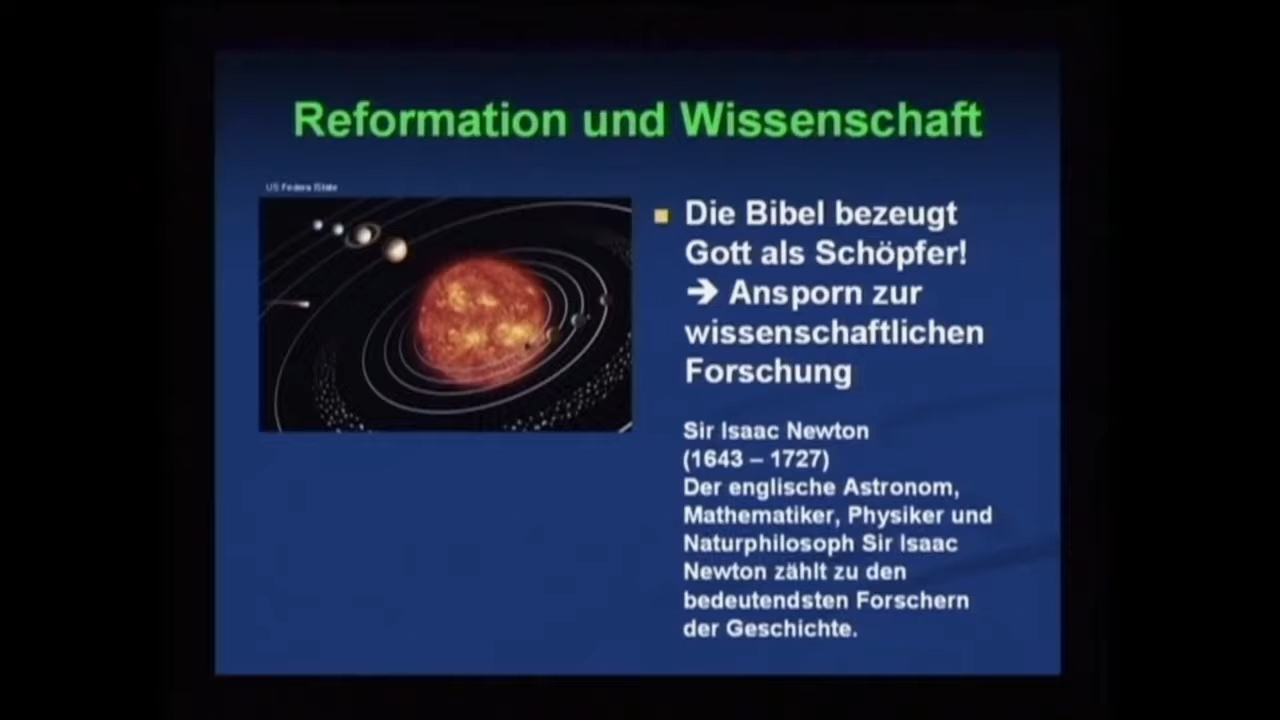 Reformation und Wissenschaft
Die Bibel bezeugt
Gott als Schöpfer!
➔ Ansporn zur
wissenschaftlichen
Forschung
Sir Isaac Newton
(1643 – 1727)
Der englische Astronom,
Mathematiker, Physiker und
Naturphilosoph Sir Isaac
Newton zählt zu den
bedeutendsten Forschern
der Geschichte.